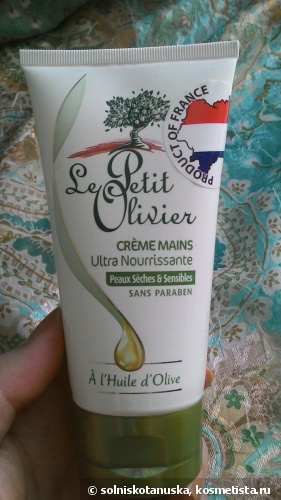 PRODUCT OF FRANCE
Le Petit
Olivier
CRÈME MAINS
Ultra Nourrissante
Peaux Sèches & Sensibles
SANS PARABEN
À l'Huile d'Olive
© solniskotanuska, kosmetista.ru